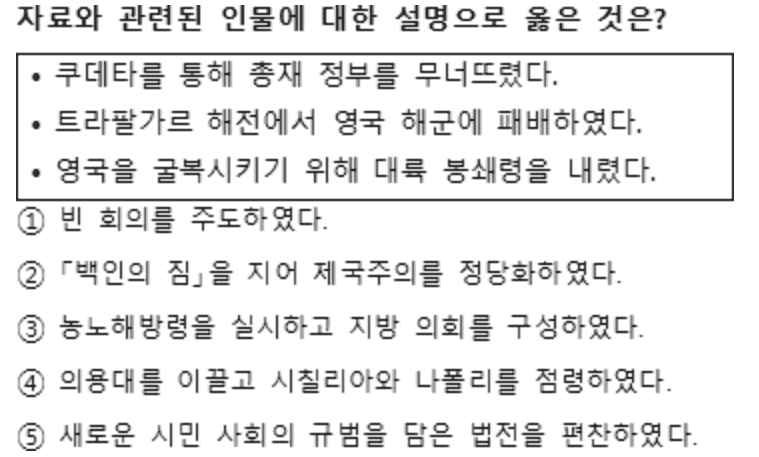 자료와 관련된 인물에 대한 설명으로 옳은 것은?
• 쿠데타를 통해 총재 정부를 무너뜨렸다.
• 트라팔가르 해전에서 영국 해군에 패배하였다.
• 영국을 굴복시키기 위해 대륙 봉쇄령을 내렸다.
① 빈 회의를 주도하였다.
② 「백인의 짐」을 지어 제국주의를 정당화하였다.
③ 농노해방령을 실시하고 지방 의회를 구성하였다.
④ 의용대를 이끌고 시칠리아와 나폴리를 점령하였다.
⑤ 새로운 시민 사회의 규범을 담은 법전을 편찬하였다.